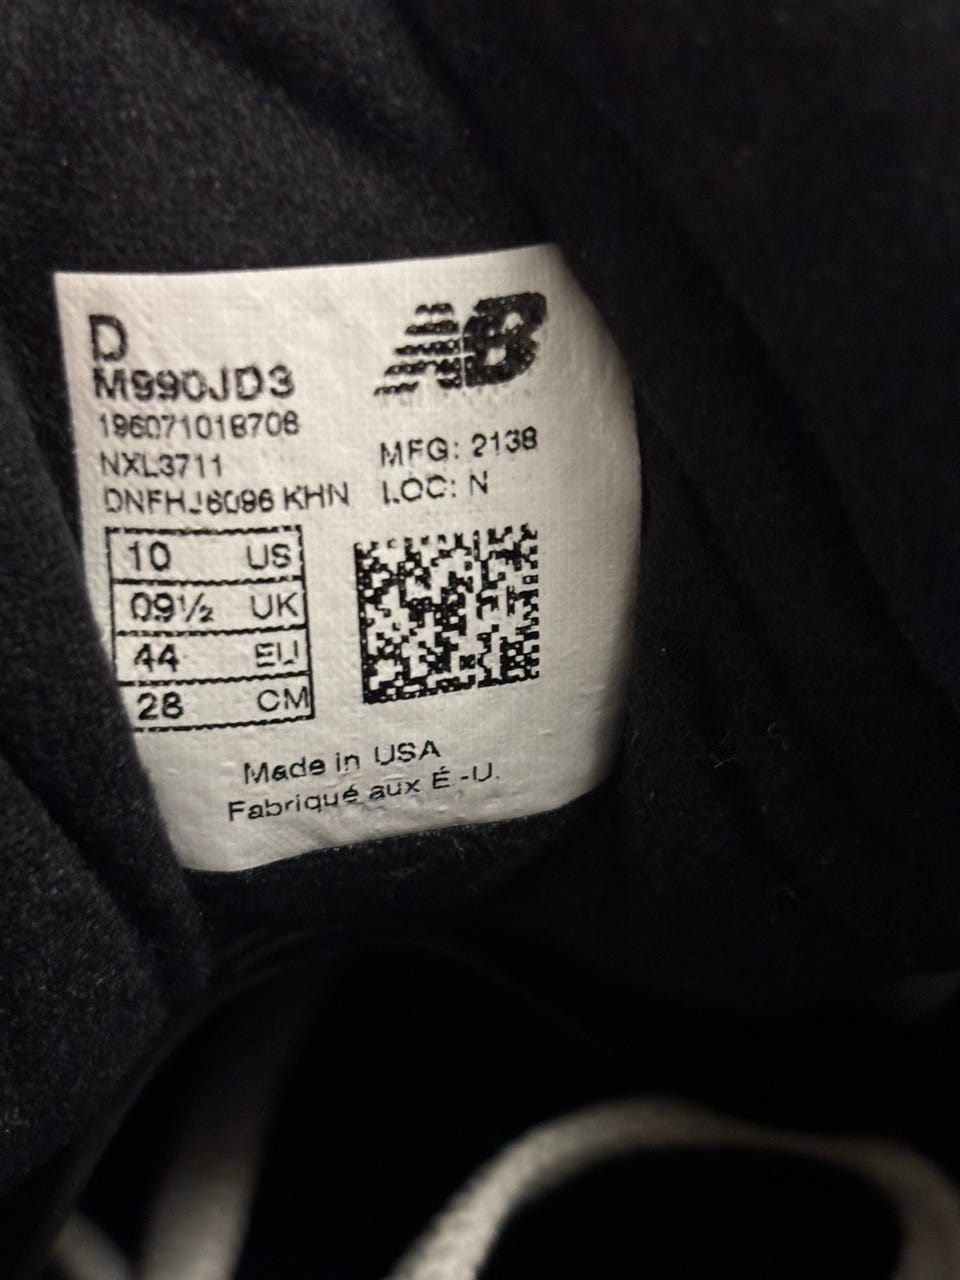 D
M990JD3
196071018708
NXL3711
DNFHJ6096 KHN
NB
MFG: 2138
LOC: N
10 US
09½ UK
44 EU
28 CM
Made in USA
Fabriqué aux É-U.